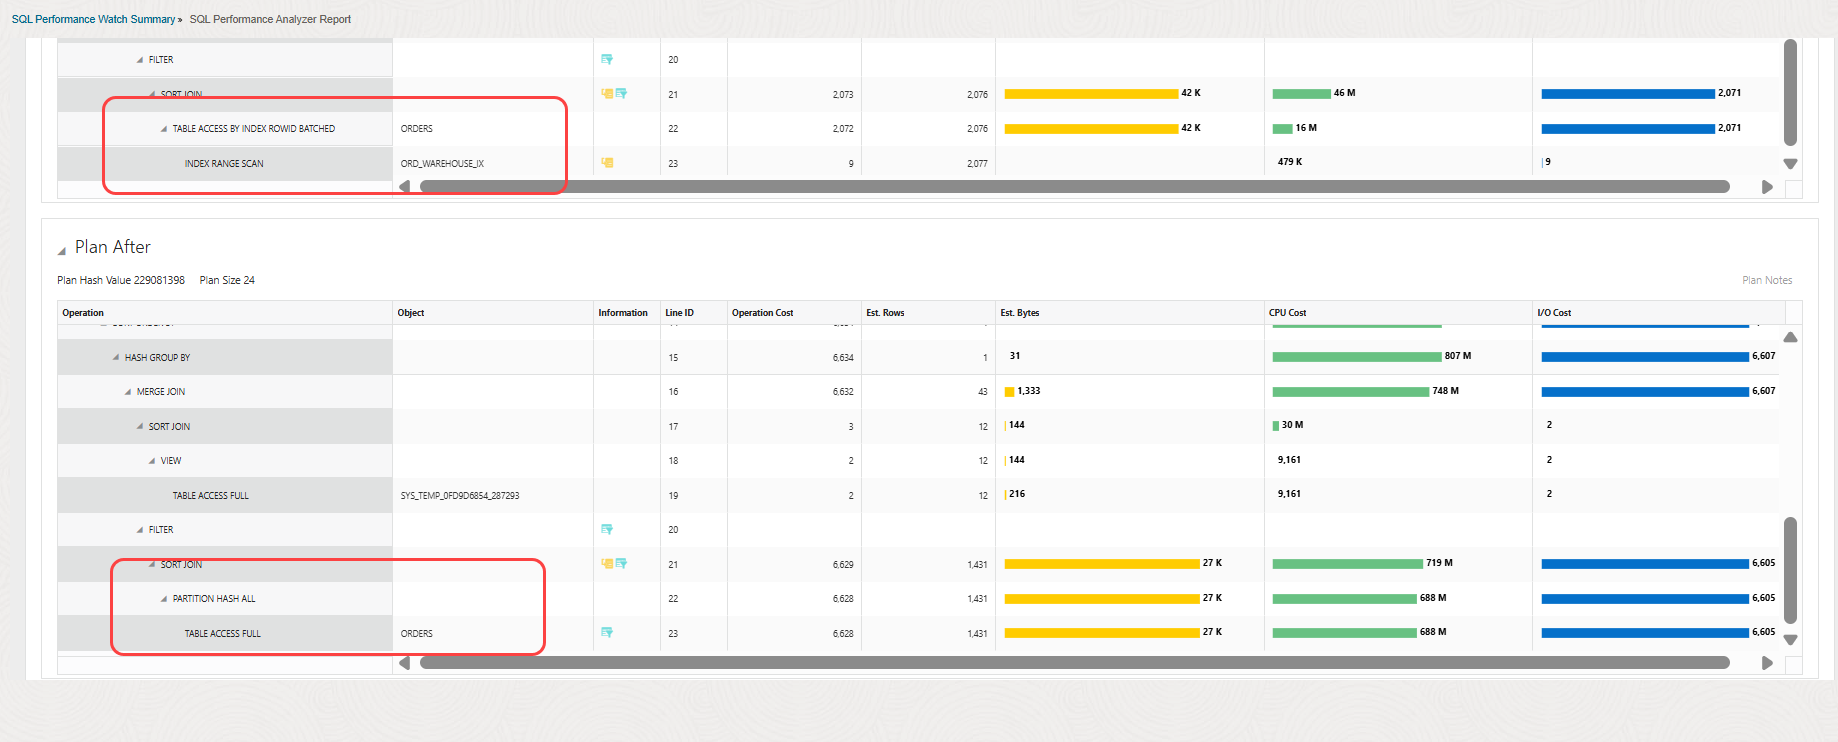 SQL Performance Watch Summary » SQL Performance Analyzer Report
FILTER 20
SORT JOIN 21 2,073 2,076 42 K 46 M 2,071
TABLE ACCESS BY INDEX ROWID BATCHED ORDERS 22 2,072 2,076 42 K 16 M 2,071
INDEX RANGE SCAN ORD_WAREHOUSE_IX 23 9 2,077 479 K 9
Plan After
Plan Hash Value 229081398 Plan Size 24 Plan Notes
Operation Object Information Line ID Operation Cost Est. Rows Est. Bytes CPU Cost I/O Cost
HASH GROUP BY 15 6,634 1 31 807 M 6,607
MERGE JOIN 16 6,632 43 1,333 748 M 6,607
SORT JOIN 17 3 12 144 30 M 2
VIEW 18 2 12 144 9,161 2
TABLE ACCESS FULL SYS_TEMP_0FD9D6854_287293 19 2 12 216 9,161 2
FILTER 20
SORT JOIN 21 6,629 1,431 27 K 719 M 6,605
PARTITION HASH ALL 22 6,628 1,431 27 K 688 M 6,605
TABLE ACCESS FULL ORDERS 23 6,628 1,431 27 K 688 M 6,605